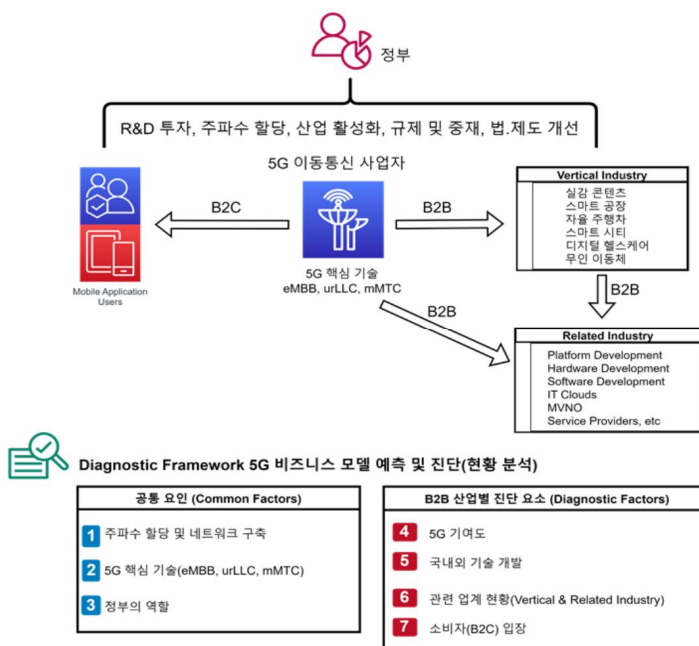 정부
R&D 투자, 주파수 할당, 산업 활성화, 규제 및 중재, 법.제도 개선
5G 이동통신 사업자
B2C
B2B
Mobile Application
Users
5G 핵심 기술
eMBB, urLLC, mMTC
Vertical Industry
실감 콘텐츠
스마트 공장
자율 주행차
스마트 시티
디지털 헬스케어
무인 이동체
B2B
B2B
Related Industry
Platform Development
Hardware Development
Software Development
IT Clouds
MVNO
Service Providers, etc
Diagnostic Framework 5G 비즈니스 모델 예측 및 진단(현황 분석)
공통 요인 (Common Factors)
1 주파수 할당 및 네트워크 구축
2 5G 핵심 기술(eMBB, urLLC, mMTC)
3 정부의 역할
B2B 산업별 진단 요소 (Diagnostic Factors)
4 5G 기여도
5 국내외 기술 개발
6 관련 업계 현황(Vertical & Related Industry)
7 소비자(B2C) 입장